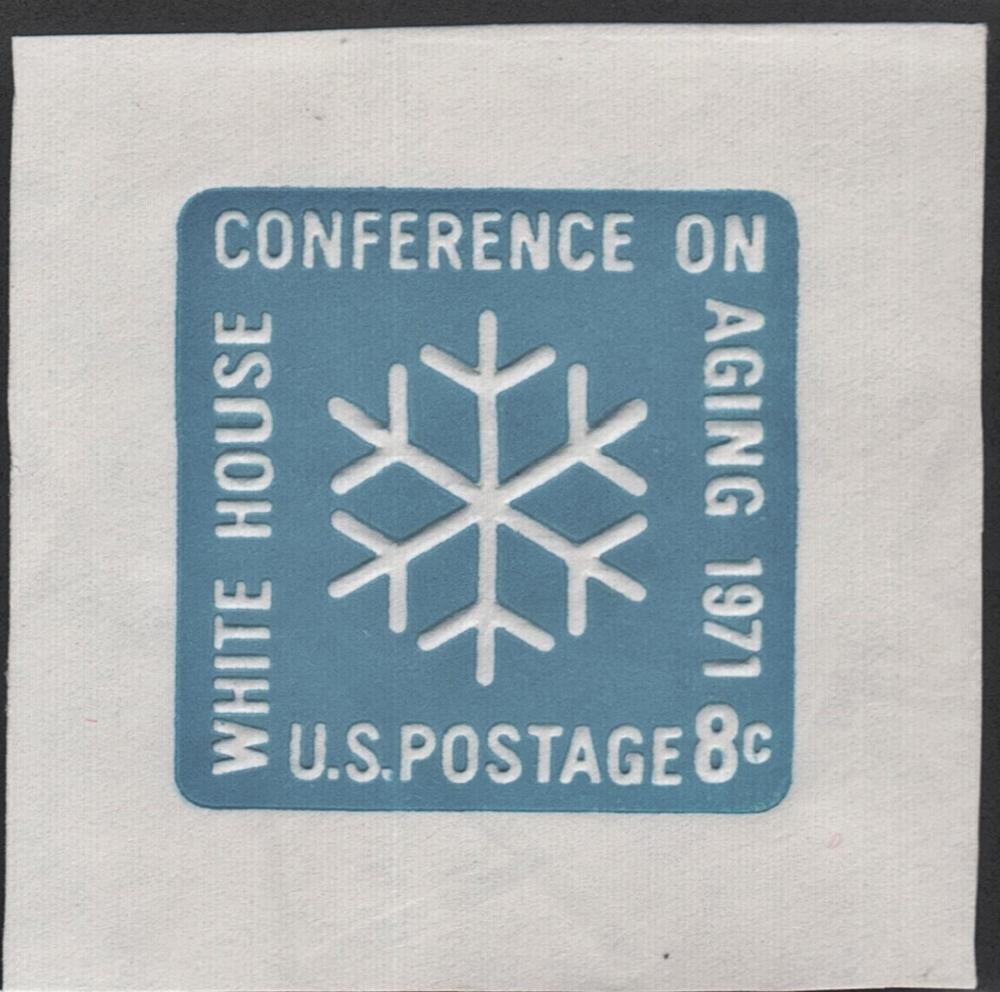 WHITE HOUSE
CONFERENCE ON
AGING 1971
U.S. POSTAGE 8c